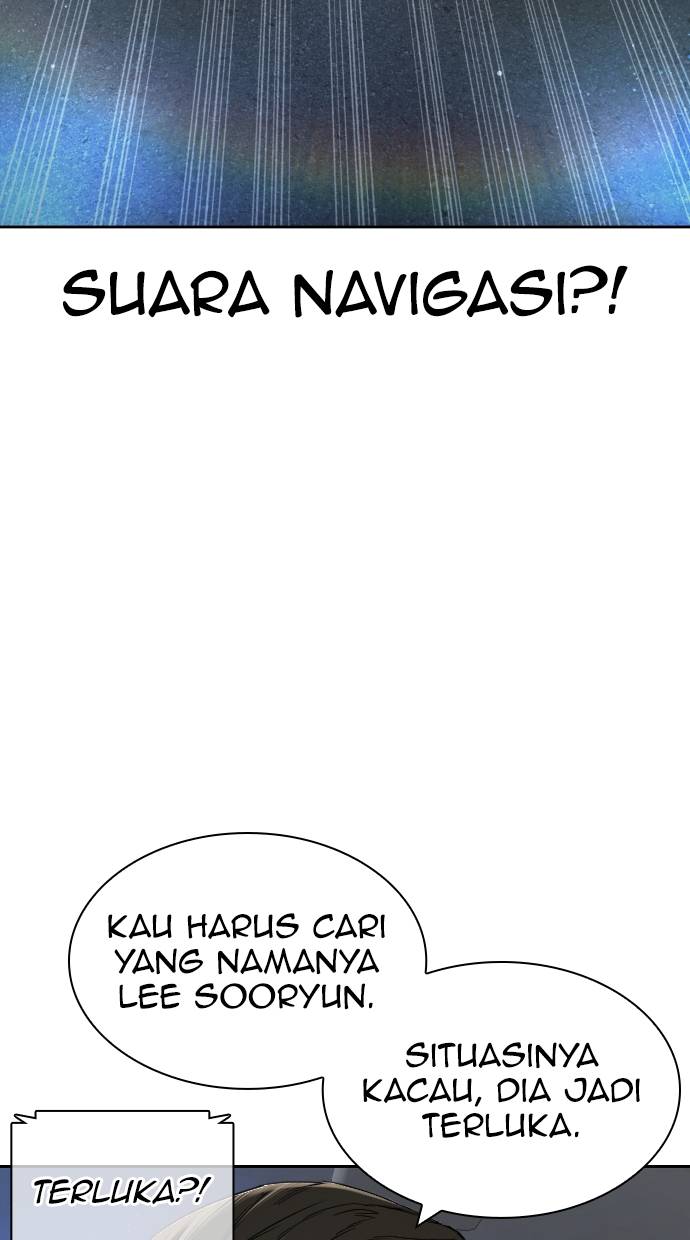 SUARA NAVIGASI?!
KAU HARUS CARI
YANG NAMANYA
LEE SOORYUN.
SITUASINYA
KACAU, DIA JADI
TERLUKA.
TERLUKA?!